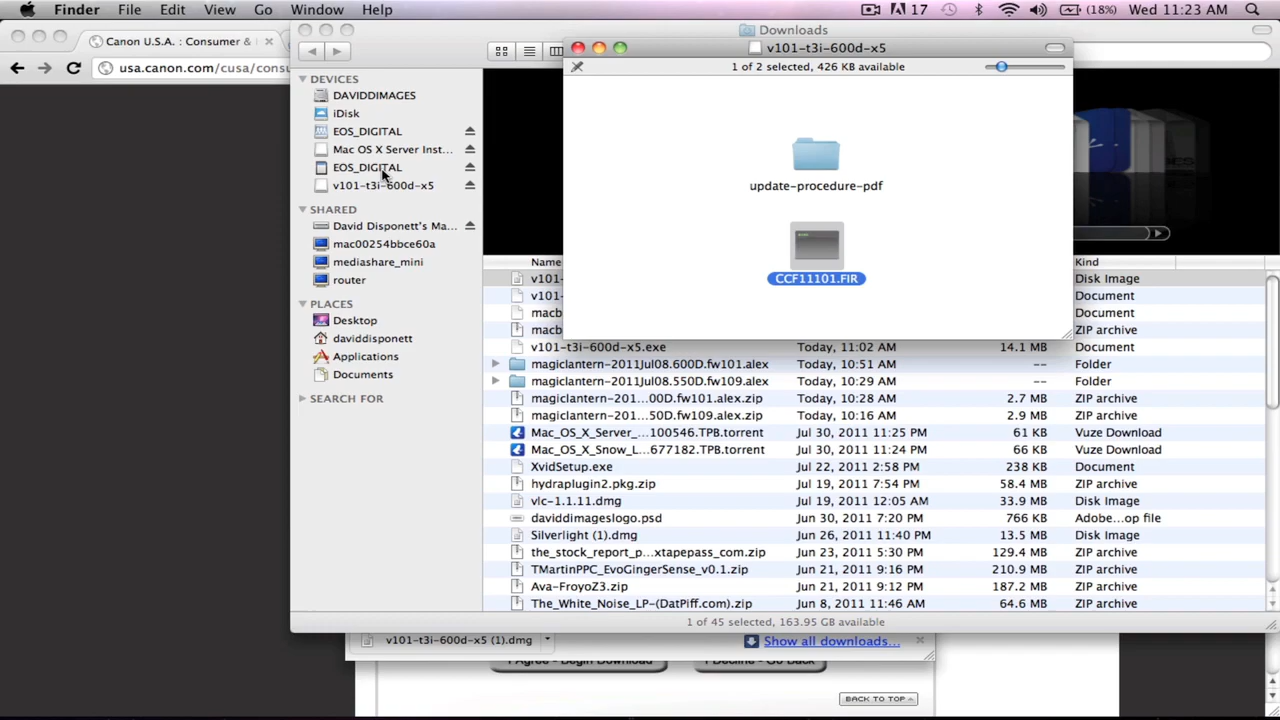 Finder File Edit View Go Window Help 17 (18%) Wed 11:23 AM
Canon U.S.A. : Consumer & Downloads
v101-t3i-600d-x5
usa.canon.com/cusa/consu 1 of 2 selected, 426 KB available
DEVICES
DAVIDDIMAGES
iDisk
EOS_DIGITAL
Mac OS X Server Inst...
EOS_DIGITAL
v101-t3i-600d-x5
SHARED
David Disponett's Ma...
mac00254bbce60a
mediashare_mini
router
PLACES
Desktop
daviddisponett
Applications
Documents
SEARCH FOR
update-procedure-pdf
CCF11101.FIR
Name Kind
v101- Disk Image
v101- Document
macb Document
macb ZIP archive
v101-t3i-600d-x5.exe Today, 11:02 AM 14.1 MB Document
magiclantern-2011Jul08.600D.fw101.alex Today, 10:51 AM -- Folder
magiclantern-2011Jul08.550D.fw109.alex Today, 10:29 AM -- Folder
magiclantern-201...00D.fw101.alex.zip Today, 10:28 AM 2.7 MB ZIP archive
magiclantern-201...50D.fw109.alex.zip Today, 10:16 AM 2.9 MB ZIP archive
Mac_OS_X_Server_...100546.TPB.torrent Jul 30, 2011 11:25 PM 61 KB Vuze Download
Mac_OS_X_Snow_L...677182.TPB.torrent Jul 30, 2011 11:24 PM 66 KB Vuze Download
XvidSetup.exe Jul 22, 2011 2:58 PM 238 KB Document
hydraplugin2.pkg.zip Jul 19, 2011 7:54 PM 58.4 MB ZIP archive
vlc-1.1.11.dmg Jul 19, 2011 12:05 AM 33.9 MB Disk Image
daviddimageslogo.psd Jun 30, 2011 7:20 PM 766 KB Adobe...op file
Silverlight (1).dmg Jun 26, 2011 11:40 PM 13.5 MB Disk Image
the_stock_report_p...xtapepass_com.zip Jun 23, 2011 5:30 PM 129.4 MB ZIP archive
TMartinPPC_EvoGingerSense_v0.1.zip Jun 21, 2011 9:16 PM 210.9 MB ZIP archive
Ava-FroyoZ3.zip Jun 21, 2011 9:12 PM 187.2 MB ZIP archive
The_White_Noise_LP-(DatPiff.com).zip Jun 8, 2011 11:46 AM 64.6 MB ZIP archive
1 of 45 selected, 163.95 GB available
v101-t3i-600d-x5 (1).dmg Show all downloads...
I Agree - Begin Download I Decline - Go Back
BACK TO TOP